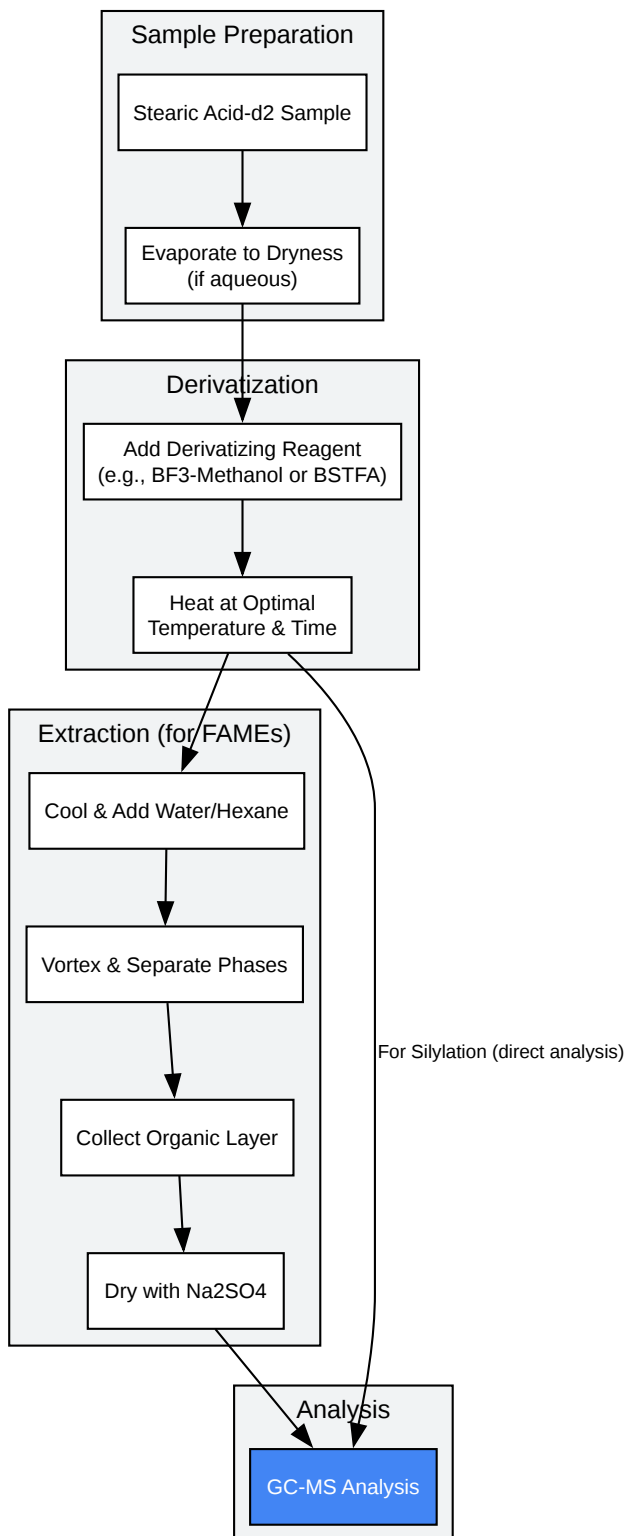 Sample Preparation
Stearic Acid-d2 Sample
Evaporate to Dryness
(if aqueous)
Derivatization
Add Derivatizing Reagent
(e.g., BF3-Methanol or BSTFA)
Heat at Optimal
Temperature & Time
Extraction (for FAMEs)
Cool & Add Water/Hexane
Vortex & Separate Phases
For Silylation (direct analysis)
Collect Organic Layer
Dry with Na2SO4
Analysis
GC-MS Analysis